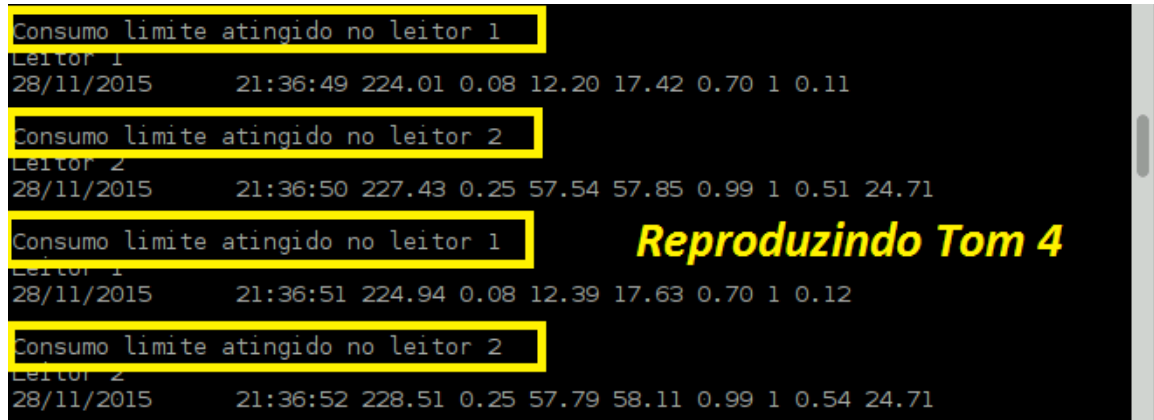 Consumo limite atingido no leitor 1
Leitor 1
28/11/2015 21:36:49 224.01 0.08 12.20 17.42 0.70 1 0.11
Consumo limite atingido no leitor 2
Leitor 2
28/11/2015 21:36:50 227.43 0.25 57.54 57.85 0.99 1 0.51 24.71
Consumo limite atingido no leitor 1
Reproduzindo Tom 4
Leitor 1
28/11/2015 21:36:51 224.94 0.08 12.39 17.63 0.70 1 0.12
Consumo limite atingido no leitor 2
Leitor 2
28/11/2015 21:36:52 228.51 0.25 57.79 58.11 0.99 1 0.54 24.71